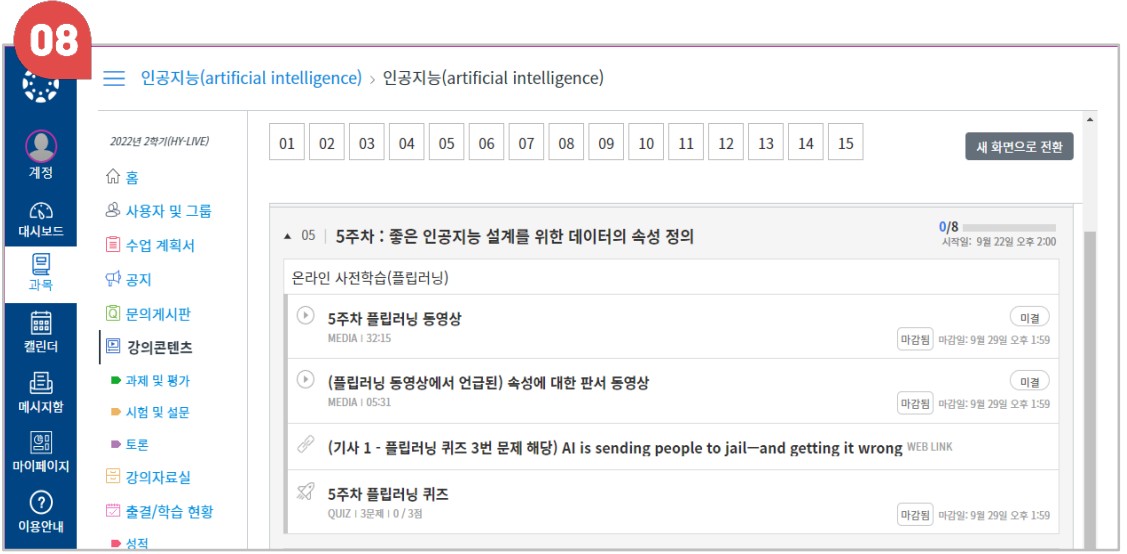 08
인공지능(artificial intelligence) > 인공지능(artificial intelligence)
계정
대시보드
과목
캘린더
메시지함
마이페이지
이용안내
2022년 2학기(HY-LIVE)
홈
사용자 및 그룹
수업 계획서
공지
문의게시판
강의콘텐츠
과제 및 평가
시험 및 설문
토론
강의자료실
출결/학습 현황
성적
01 02 03 04 05 06 07 08 09 10 11 12 13 14 15
새 화면으로 전환
05 | 5주차 : 좋은 인공지능 설계를 위한 데이터의 속성 정의
0/8
시작일: 9월 22일 오후 2:00
온라인 사전학습(플립러닝)
5주차 플립러닝 동영상
MEDIA | 32:15
미결
마감됨 마감일: 9월 29일 오후 1:59
(플립러닝 동영상에서 언급된) 속성에 대한 판서 동영상
MEDIA | 05:31
미결
마감됨 마감일: 9월 29일 오후 1:59
(기사 1 - 플립러닝 퀴즈 3번 문제 해당) AI is sending people to jail—and getting it wrong WEB LINK
5주차 플립러닝 퀴즈
QUIZ | 3문제 | 0 / 3점
마감됨 마감일: 9월 29일 오후 1:59